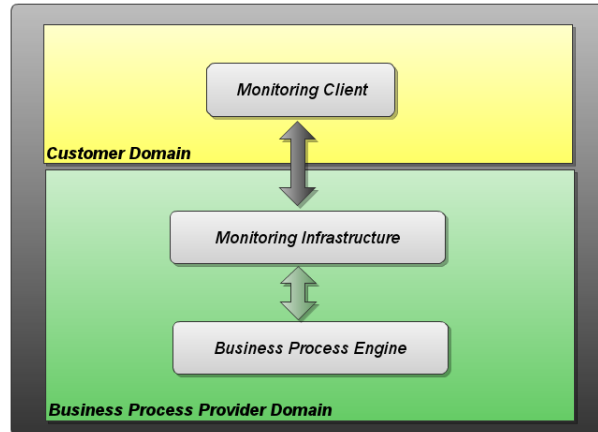 Monitoring Client
Customer Domain
Monitoring Infrastructure
Business Process Engine
Business Process Provider Domain